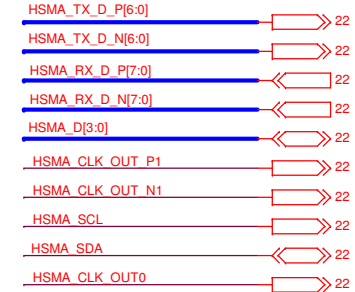 HSMA_TX_D_P[6:0] 22
HSMA_TX_D_N[6:0] 22
HSMA_RX_D_P[7:0] 22
HSMA_RX_D_N[7:0] 22
HSMA_D[3:0] 22
HSMA_CLK_OUT_P1 22
HSMA_CLK_OUT_N1 22
HSMA_SCL 22
HSMA_SDA 22
HSMA_CLK_OUT0 22